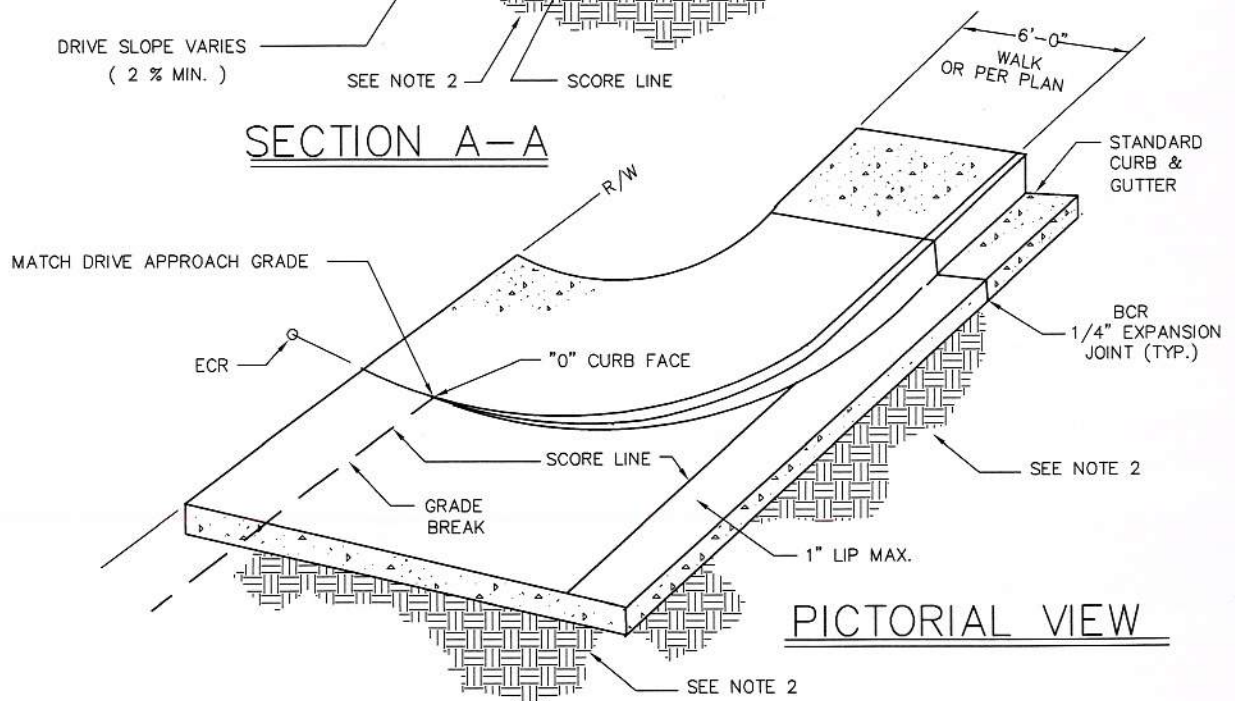 DRIVE SLOPE VARIES
( 2 % MIN. )
SEE NOTE 2
SCORE LINE
SECTION A-A
6'-0"
WALK
OR PER PLAN
STANDARD
CURB &
GUTTER
R/W
MATCH DRIVE APPROACH GRADE
ECR
"0" CURB FACE
BCR
1/4" EXPANSION
JOINT (TYP.)
SCORE LINE
SEE NOTE 2
GRADE
BREAK
1" LIP MAX.
PICTORIAL VIEW
SEE NOTE 2